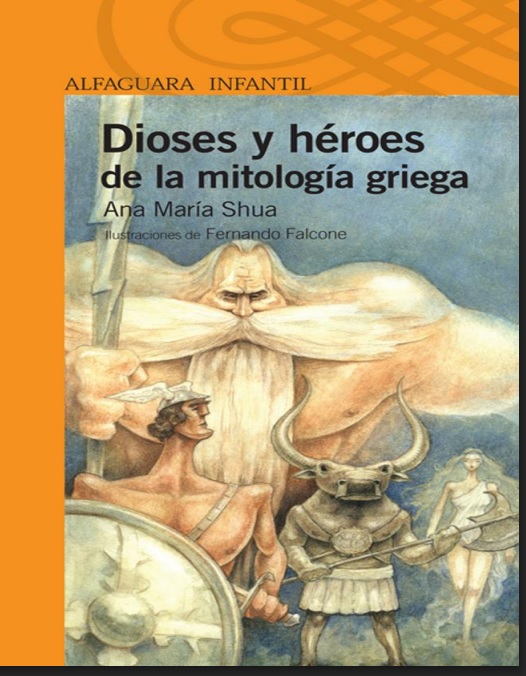 ALFAGUARA INFANTIL
Dioses y héroes
de la mitología griega
Ana María Shua
Ilustraciones de Fernando Falcone